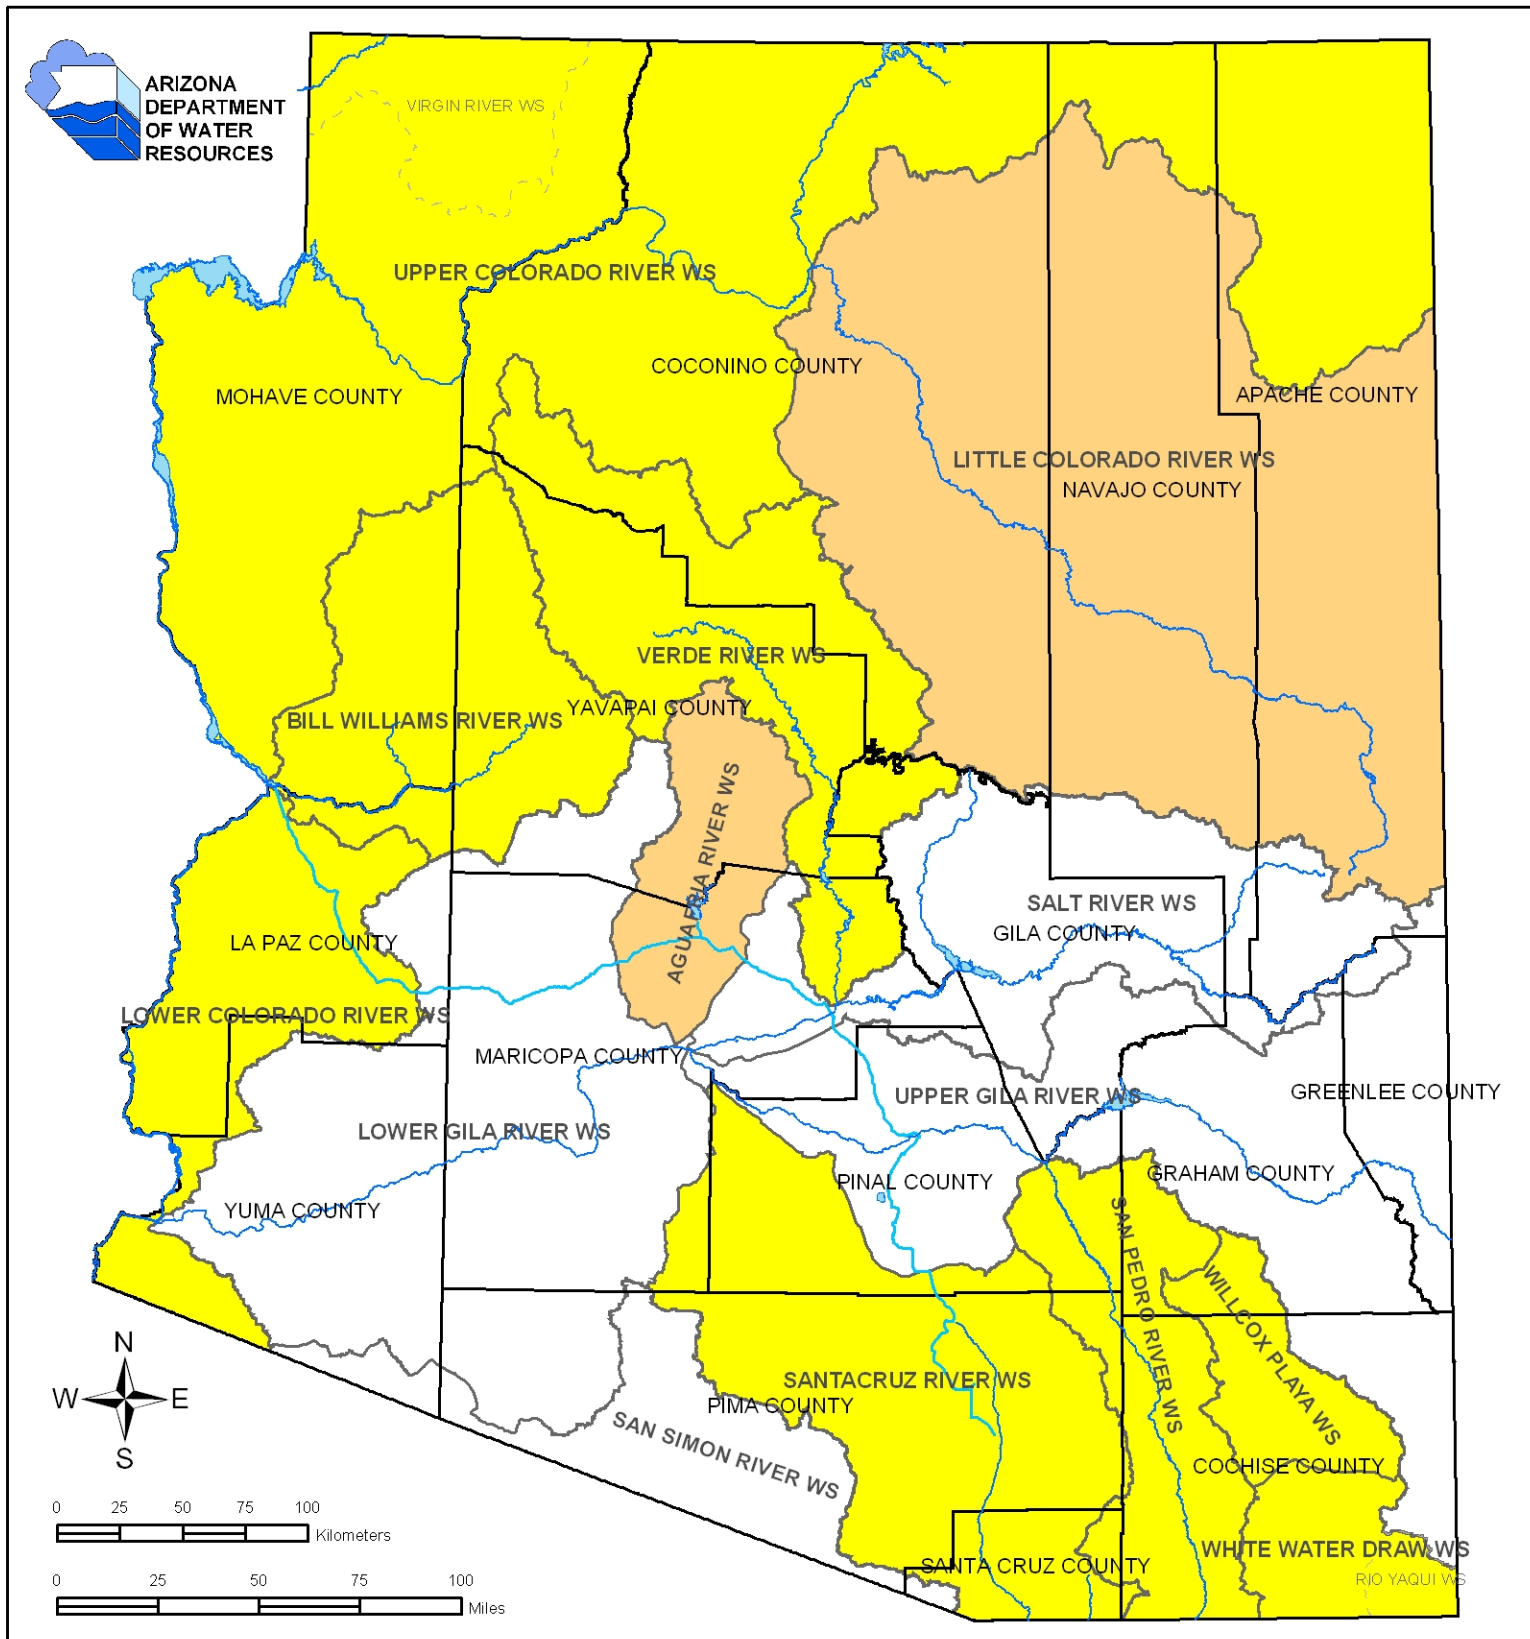 ARIZONA
DEPARTMENT
OF WATER
RESOURCES
VIRGIN RIVER WS
UPPER COLORADO RIVER WS
COCONINO COUNTY
MOHAVE COUNTY
APACHE COUNTY
LITTLE COLORADO RIVER WS
NAVAJO COUNTY
VERDE RIVER WS
YAVAPAI COUNTY
BILL WILLIAMS RIVER WS
AGUA FRIA RIVER WS
SALT RIVER WS
GILA COUNTY
LA PAZ COUNTY
LOWER COLORADO RIVER WS
MARICOPA COUNTY
GREENLEE COUNTY
UPPER GILA RIVER WS
LOWER GILA RIVER WS
GRAHAM COUNTY
PINAL COUNTY
YUMA COUNTY
SAN PEDRO RIVER WS
WILLCOX PLAYA WS
N
W
E
S
SANTACRUZ RIVER WS
PIMA COUNTY
SAN SIMON RIVER WS
COCHISE COUNTY
0 25 50 75 100
Kilometers
WHITE WATER DRAW WS
SANTA CRUZ COUNTY
RIO YAQUI WS
0 25 50 75 100
Miles